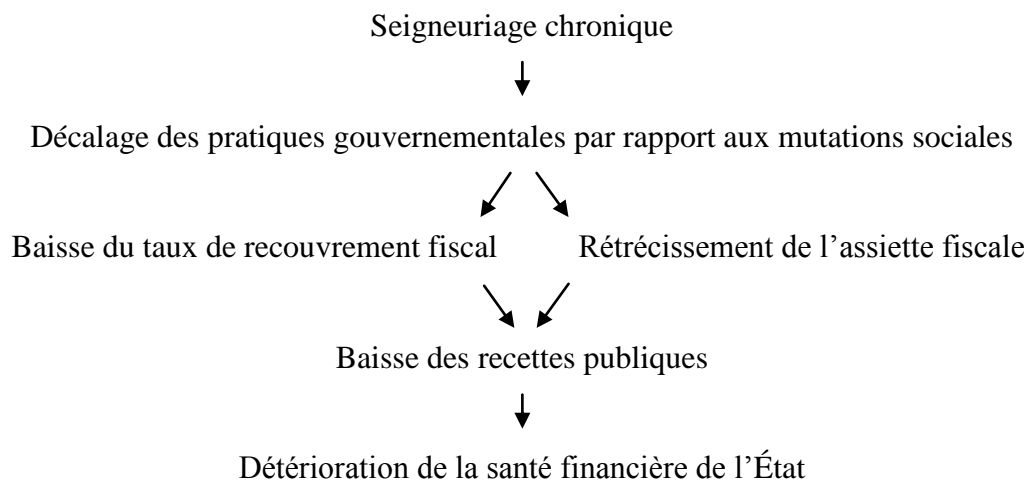 Seigneuriage chronique
Décalage des pratiques gouvernementales par rapport aux mutations sociales
Baisse du taux de recouvrement fiscal
Rétrécissement de l’assiette fiscale
Baisse des recettes publiques
Détérioration de la santé financière de l’État